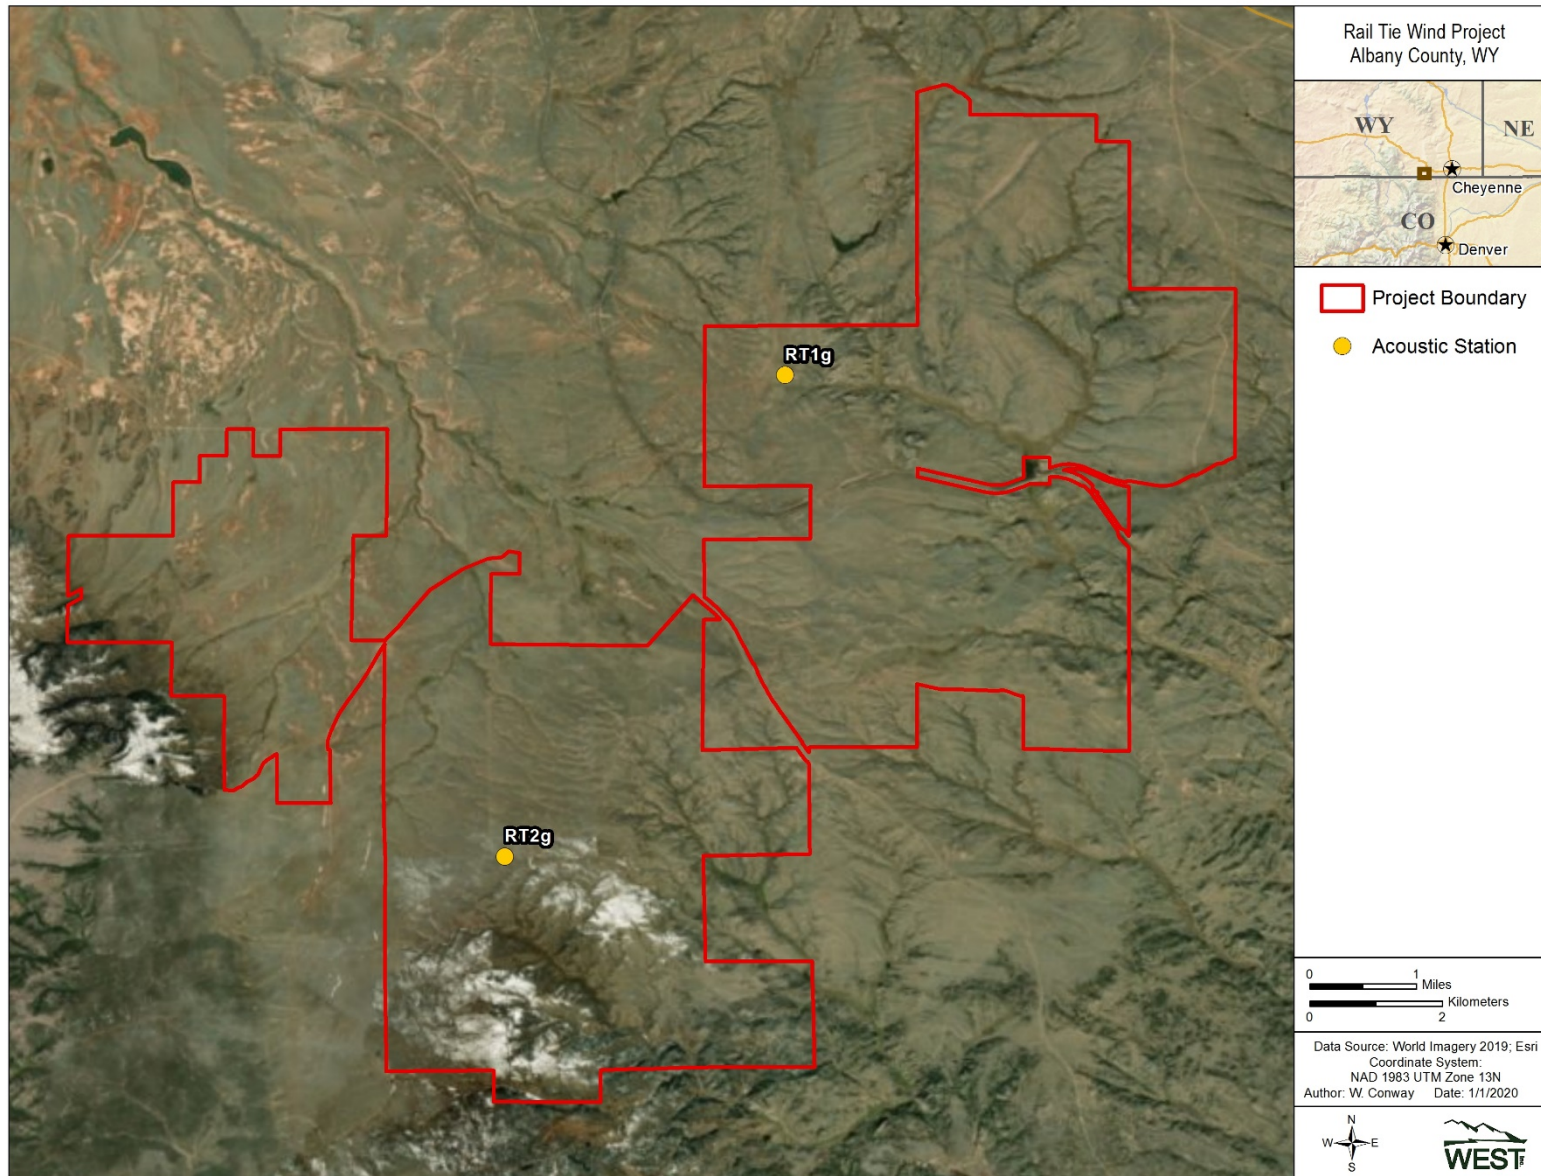 Rail Tie Wind Project
Albany County, WY
WY
NE
Cheyenne
CO
Denver
Project Boundary
Acoustic Station
RT1g
RT2g
0 1
Miles
Kilometers
0 2
Data Source: World Imagery 2019; Esri
Coordinate System:
NAD 1983 UTM Zone 13N
Author: W. Conway Date: 1/1/2020
N
W E
S
WEST